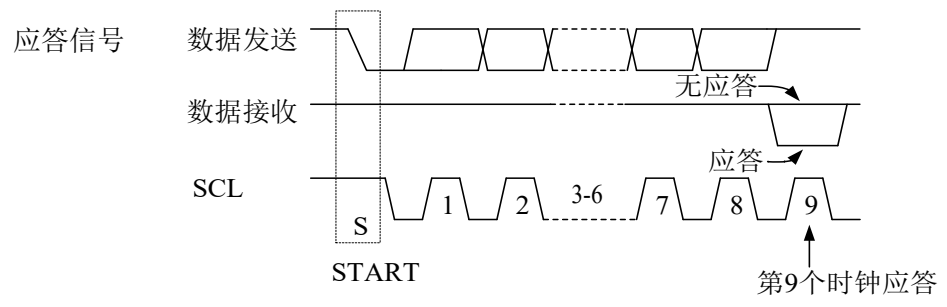 应答信号
数据发送
无应答
数据接收
应答
SCL
1
2
3-6
7
8
9
S
START
第9个时钟应答